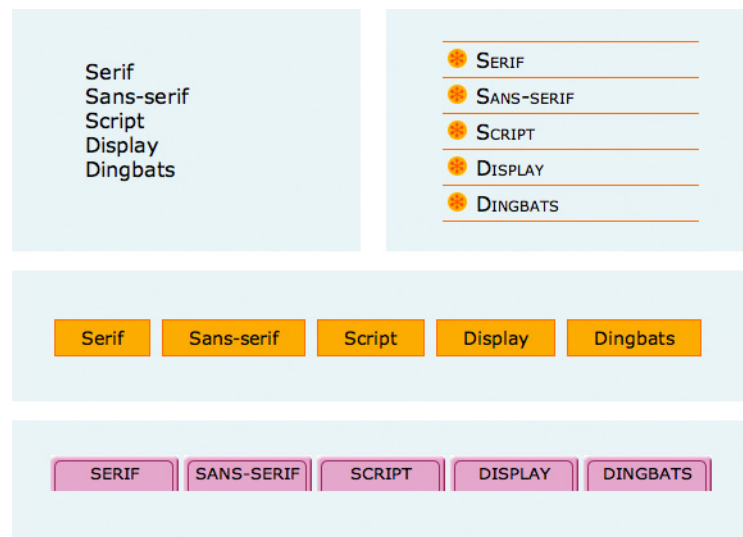 Serif
Sans-serif
Script
Display
Dingbats
SERIF
SANS-SERIF
SCRIPT
DISPLAY
DINGBATS
Serif Sans-serif Script Display Dingbats
SERIF SANS-SERIF SCRIPT DISPLAY DINGBATS